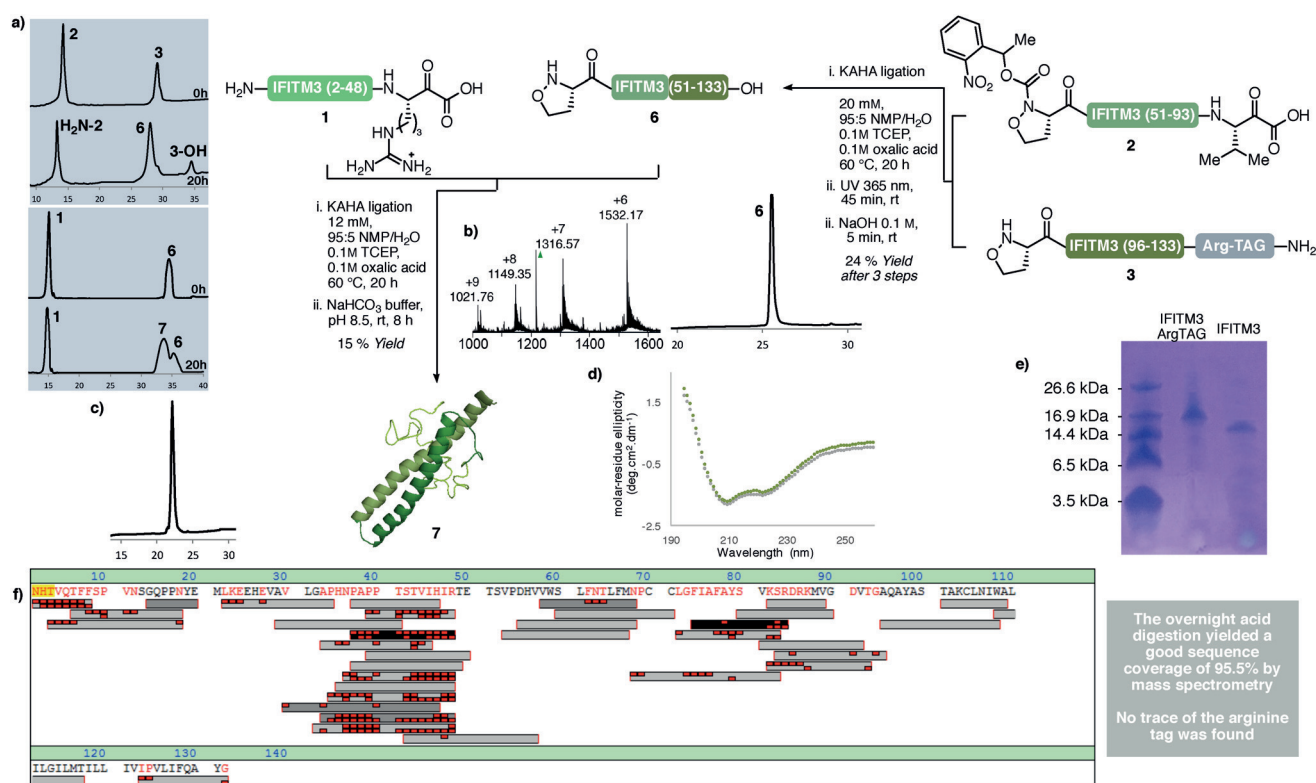 a)
2
3
0h
H₂N-2
6
3-OH
20h
10 15 20 25 30 35
1
6
0h
1
7
6
20h
15 20 25 30 35 40
H₂N
IFITM3 (2-48)
H
N
O
OH
O
3
HN
H₂N
NH₂
+
1
H
N
O
O
IFITM3
(51-133)
OH
6
i. KAHA ligation
12 mM,
95:5 NMP/H₂O
0.1M TCEP,
0.1M oxalic acid
60 °C, 20 h
ii. NaHCO₃ buffer,
pH 8.5, rt, 8 h
15 % Yield
7
i. KAHA ligation
20 mM,
95:5 NMP/H₂O
0.1M TCEP,
0.1M oxalic acid
60 °C, 20 h
ii. UV 365 nm,
45 min, rt
ii. NaOH 0.1 M,
5 min, rt
24 % Yield
after 3 steps
Me
NO₂
O
O
N
O
O
IFITM3 (51-93)
H
N
O
OH
O
Me
Me
2
H
N
O
O
IFITM3 (96-133)
Arg-TAG
NH₂
3
b)
+6
1532.17
+7
1316.57
+8
1149.35
+9
1021.76
1000 1200 1400 1600
6
20 25 30
c)
15 20 25 30
d)
molar-residue ellipticity
(deg.cm².dm⁻¹)
1.5
-0.5
-2.5
190 210 230 250
Wavelength (nm)
e)
IFITM3
ArgTAG
IFITM3
26.6 kDa
16.9 kDa
14.4 kDa
6.5 kDa
3.5 kDa
f)
10 20 30 40 50 60 70 80 90 100 110
NHTVQTFFSP VNSGQPPNYE MLKEEHEVAV LGAPHNPAPP TSTVIHIRTE TSVPDHVVWS LFNTLFMNPC CLGFIAFAYS VKSRDRKMVG DVTGAQAYAS TAKCLNIWAL
120 130 140
ILGILMTILL IVIPVLIFQA YG
The overnight acid
digestion yielded a
good sequence
coverage of 95.5% by
mass spectrometry
No trace of the arginine
tag was found